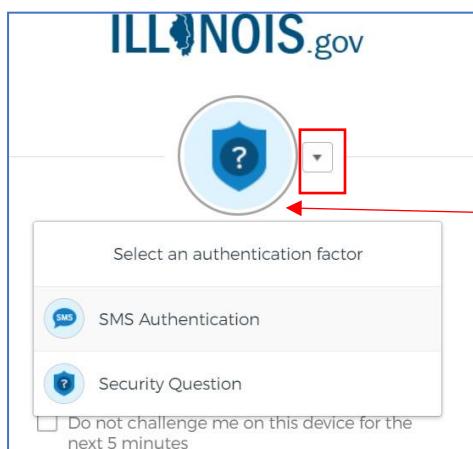 ILLINOIS.gov
?
Select an authentication factor
SMS SMS Authentication
? Security Question
Do not challenge me on this device for the
next 5 minutes